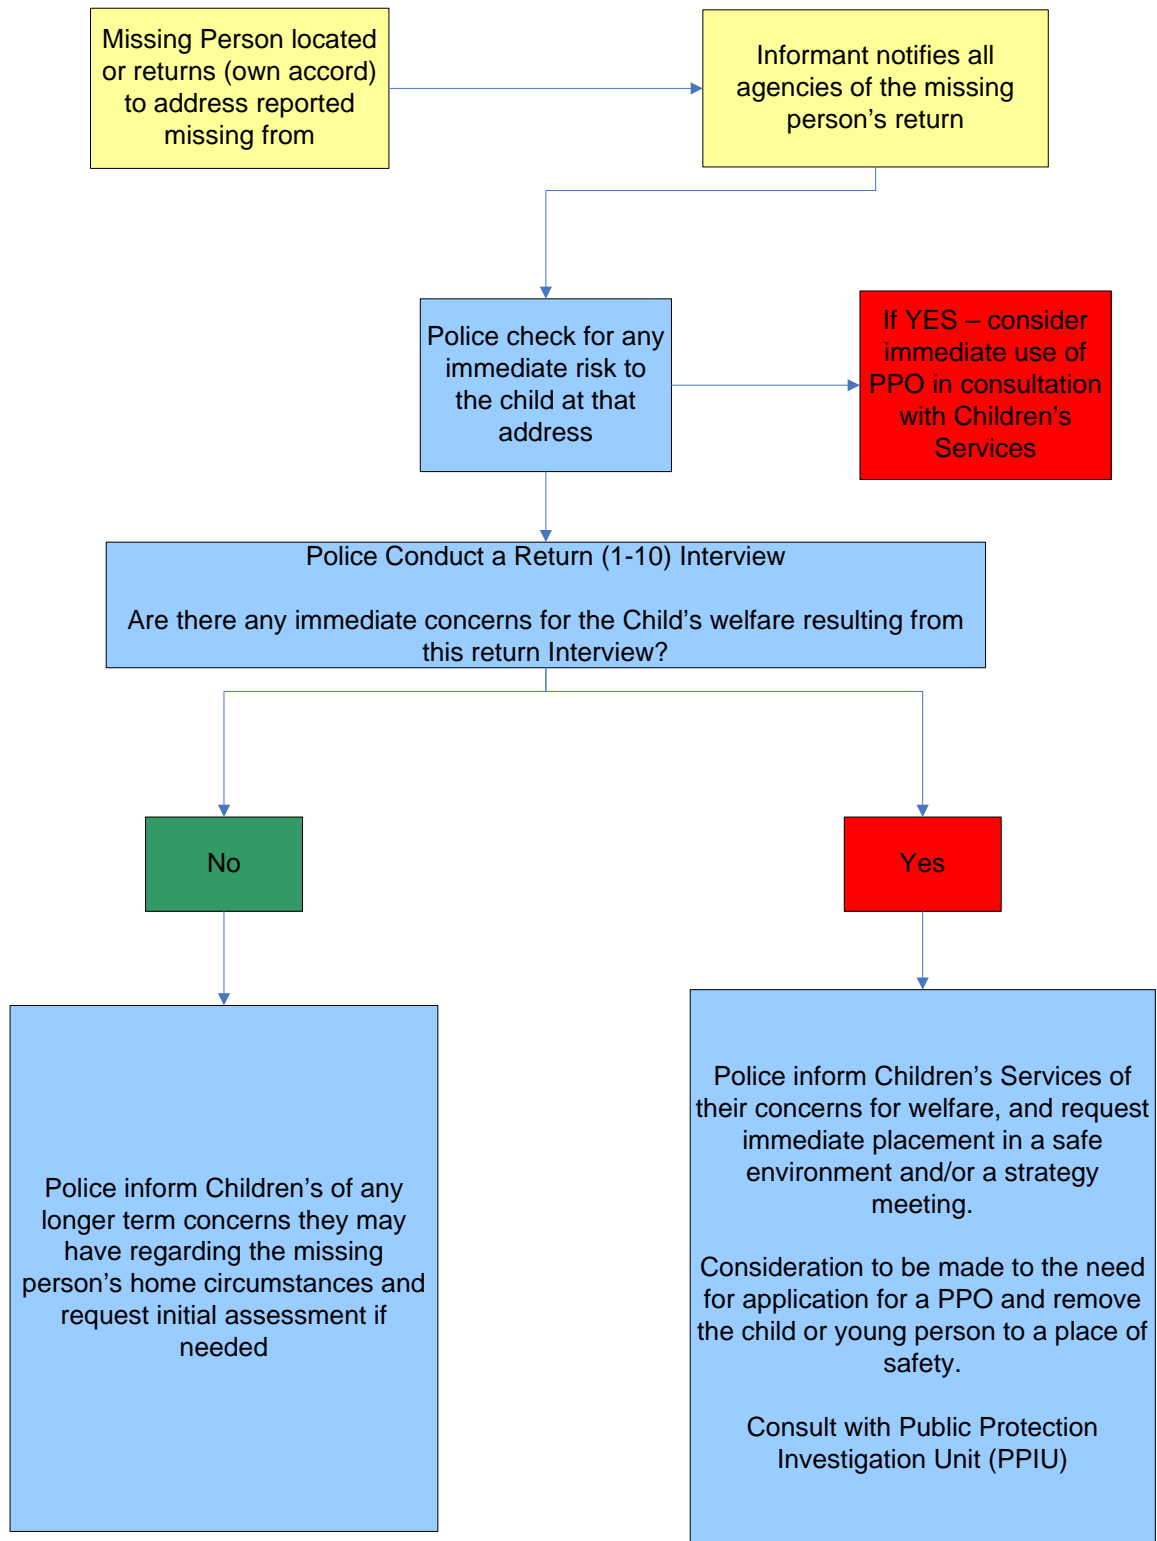 Missing Person located
or returns (own accord)
to address reported
missing from
Informant notifies all
agencies of the missing
person’s return
Police check for any
immediate risk to
the child at that
address
If YES – consider
immediate use of
PPO in consultation
with Children’s
Services
Police Conduct a Return (1-10) Interview
Are there any immediate concerns for the Child’s welfare resulting from
this return Interview?
No
Yes
Police inform Children’s of any
longer term concerns they may
have regarding the missing
person’s home circumstances and
request initial assessment if
needed
Police inform Children’s Services of
their concerns for welfare, and request
immediate placement in a safe
environment and/or a strategy
meeting.
Consideration to be made to the need
for application for a PPO and remove
the child or young person to a place of
safety.
Consult with Public Protection
Investigation Unit (PPIU)